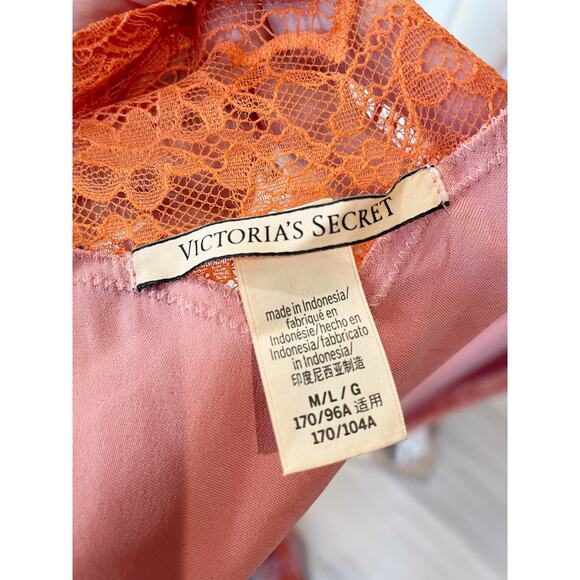 VICTORIA'S SECRET
made in Indonesia/
fabriqué en
Indonésie/hecho en
Indonesia/fabbricato
in Indonesia/
印度尼西亚制造
M/L/G
170/96A 适用
170/104A